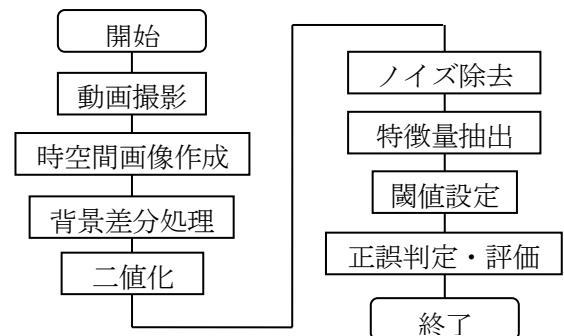 開始
動画撮影
時空間画像作成
背景差分処理
二値化
ノイズ除去
特徴量抽出
閾値設定
正誤判定・評価
終了